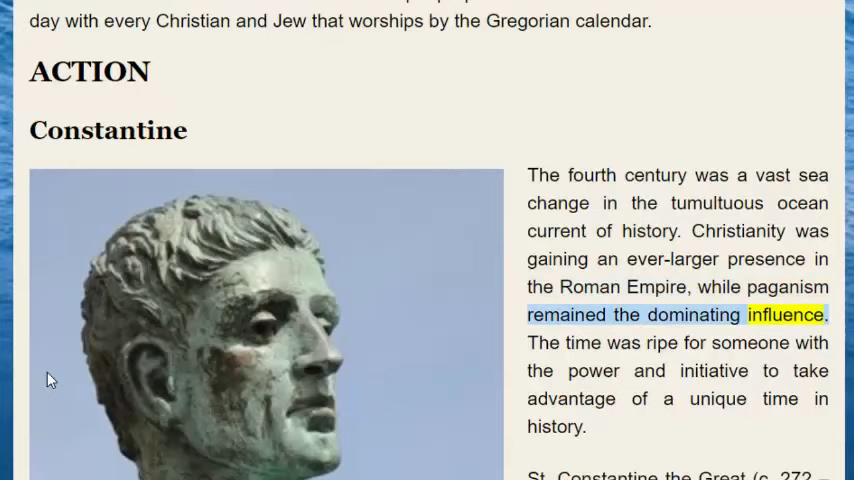 day with every Christian and Jew that worships by the Gregorian calendar.
ACTION
Constantine
The fourth century was a vast sea
change in the tumultuous ocean
current of history. Christianity was
gaining an ever-larger presence in
the Roman Empire, while paganism
remained the dominating influence.
The time was ripe for someone with
the power and initiative to take
advantage of a unique time in
history.
St. Constantine the Great (c. 272 –